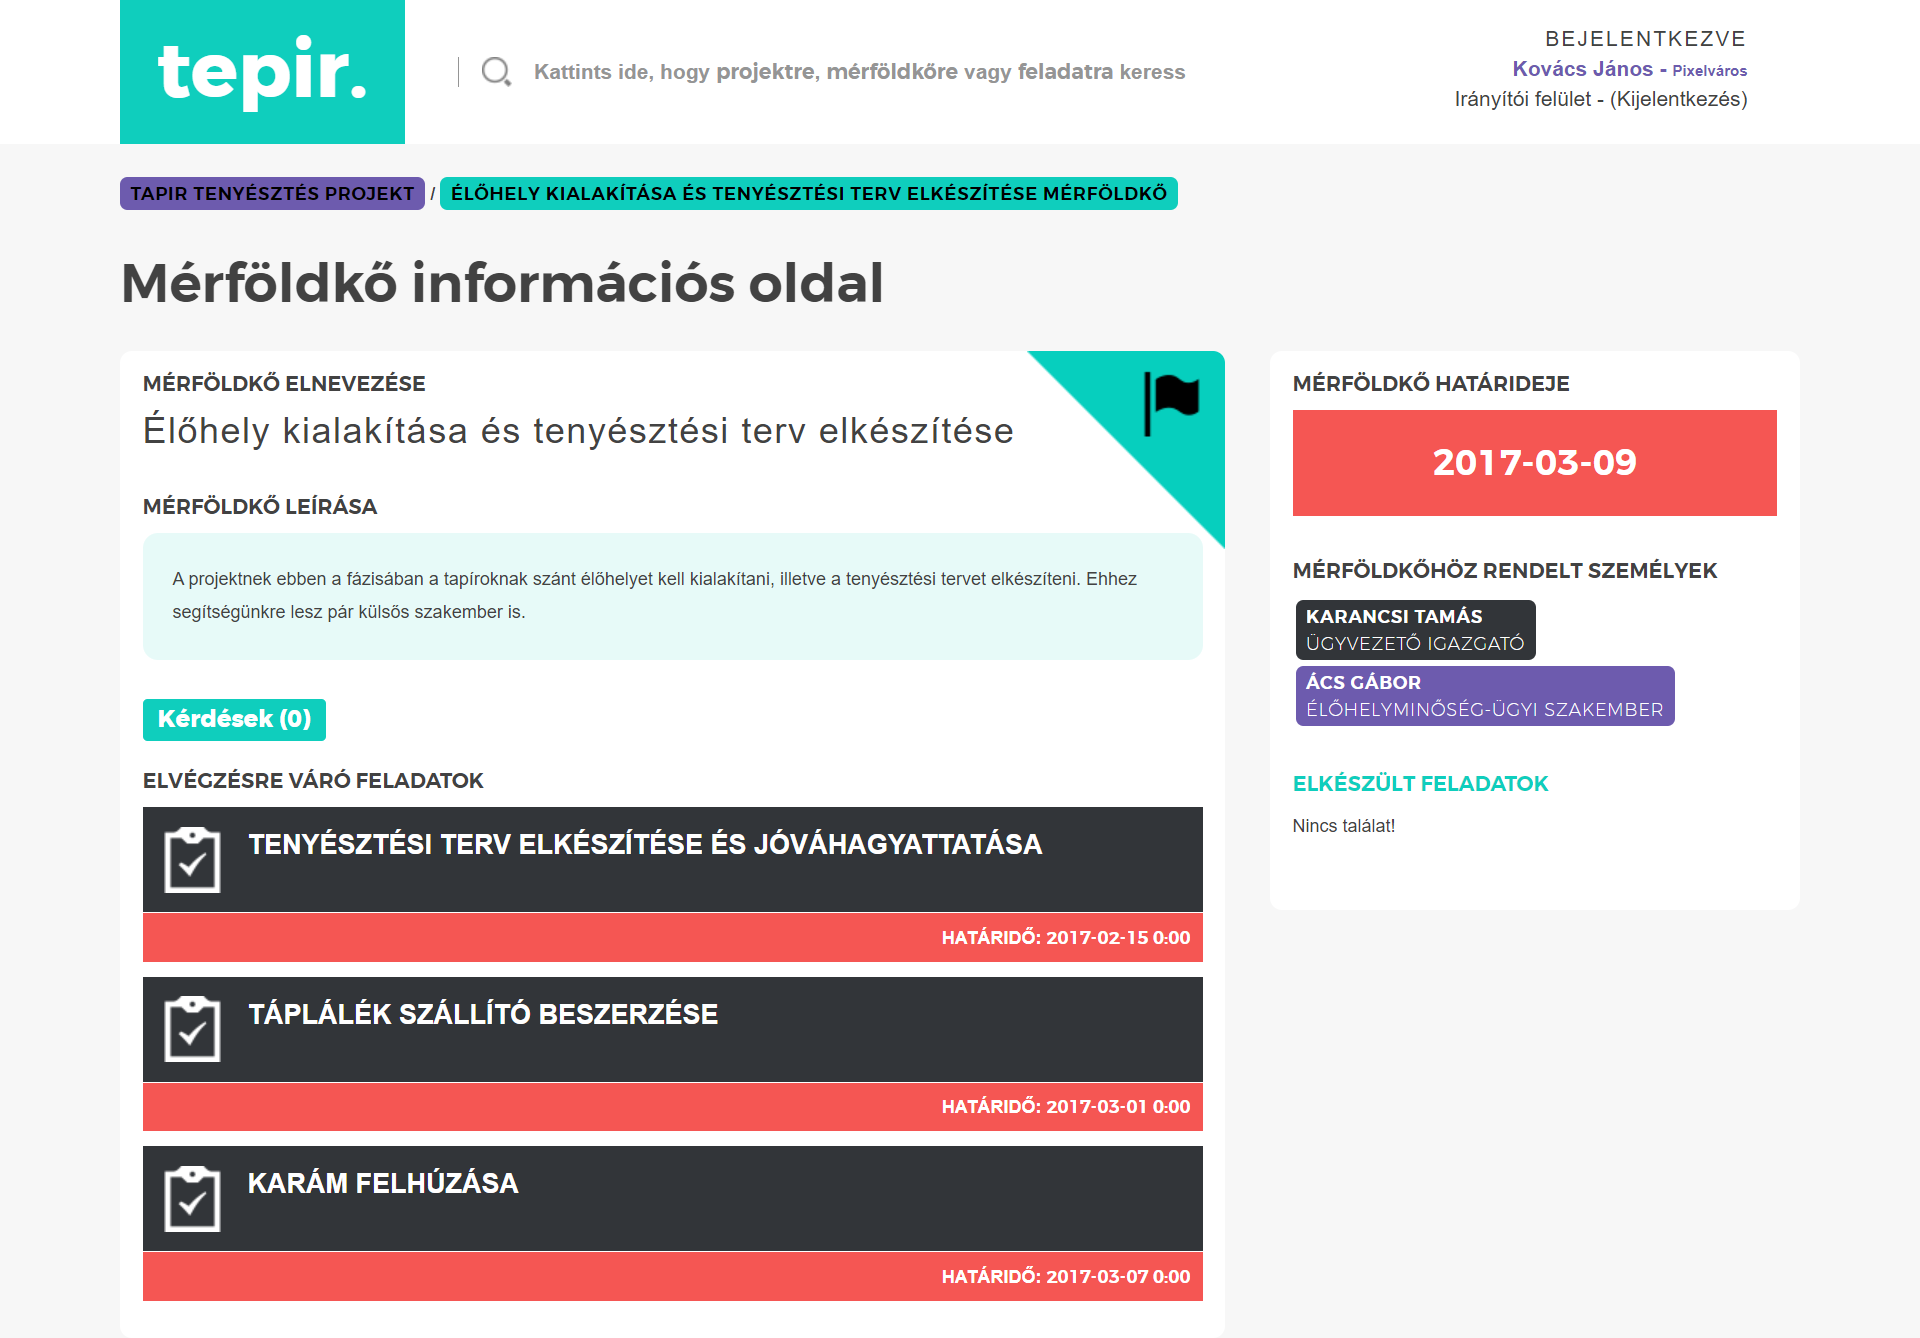 tepir.
Kattints ide, hogy projektre, mérföldkőre vagy feladatra keress
BEJELENTKEZVE
Kovács János - Pixelváros
Irányítói felület - (Kijelentkezés)
TAPIR TENYÉSZTÉS PROJEKT / ÉLŐHELY KIALAKÍTÁSA ÉS TENYÉSZTÉSI TERV ELKÉSZÍTÉSE MÉRFÖLDKŐ
Mérföldkő információs oldal
MÉRFÖLDKŐ ELNEVEZÉSE
Élőhely kialakítása és tenyésztési terv elkészítése
MÉRFÖLDKŐ LEÍRÁSA
A projektnek ebben a fázisában a tapíroknak szánt élőhelyet kell kialakítani, illetve a tenyésztési tervet elkészíteni. Ehhez
segítségünkre lesz pár külsős szakember is.
Kérdések (0)
ELVÉGZÉSRE VÁRÓ FELADATOK
TENYÉSZTÉSI TERV ELKÉSZÍTÉSE ÉS JÓVÁHAGYATTATÁSA
HATÁRIDŐ: 2017-02-15 0:00
TÁPLÁLÉK SZÁLLÍTÓ BESZERZÉSE
HATÁRIDŐ: 2017-03-01 0:00
KARÁM FELHÚZÁSA
HATÁRIDŐ: 2017-03-07 0:00
MÉRFÖLDKŐ HATÁRIDEJE
2017-03-09
MÉRFÖLDKŐHÖZ RENDELT SZEMÉLYEK
KARANCSI TAMÁS
ÜGYVEZETŐ IGAZGATÓ
ÁCS GÁBOR
ÉLŐHELYMINŐSÉG-ÜGYI SZAKEMBER
ELKÉSZÜLT FELADATOK
Nincs találat!